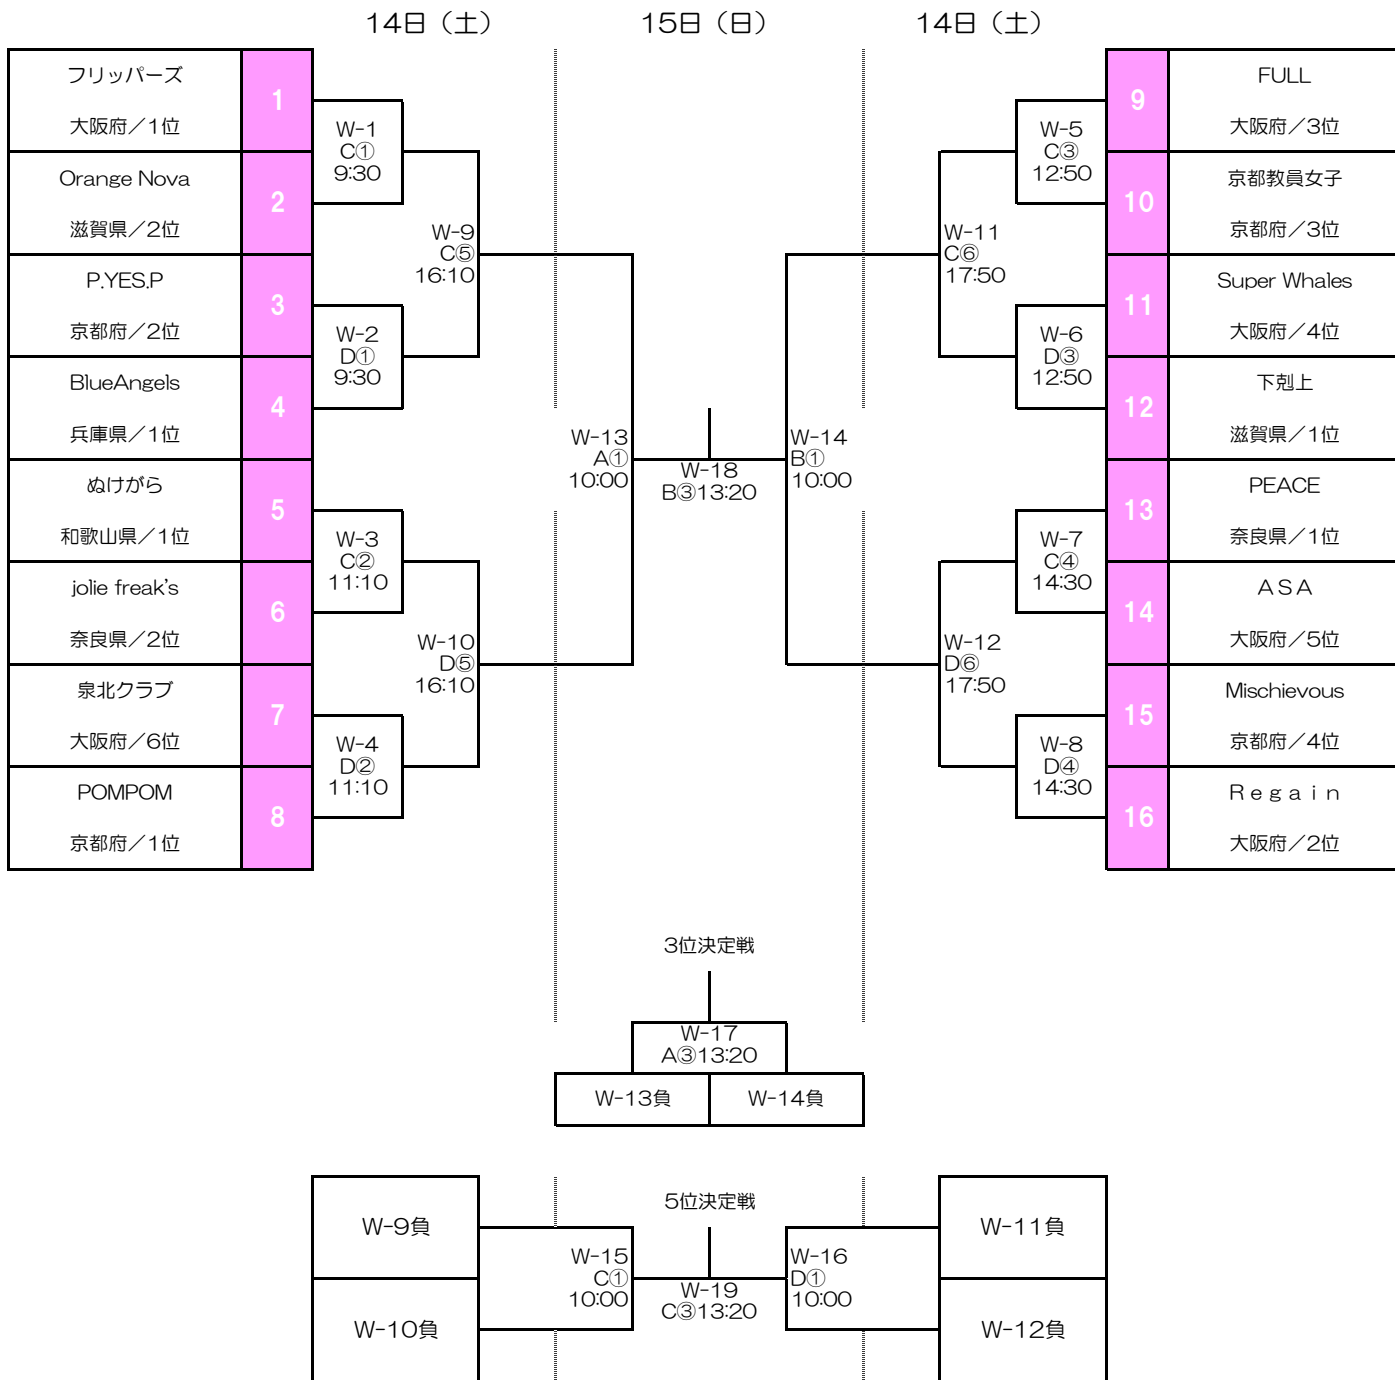 14日（土）
15日（日）
14日（土）
フリッパーズ
大阪府／1位
1
Orange Nova
滋賀県／2位
2
P.YES.P
京都府／2位
3
BlueAngels
兵庫県／1位
4
ぬけがら
和歌山県／1位
5
jolie freak's
奈良県／2位
6
泉北クラブ
大阪府／6位
7
POMPOM
京都府／1位
8
W-1
C①
9:30
W-2
D①
9:30
W-3
C②
11:10
W-4
D②
11:10
W-9
C⑤
16:10
W-10
D⑤
16:10
W-13
A①
10:00
W-18
B③13:20
W-14
B①
10:00
W-11
C⑥
17:50
W-12
D⑥
17:50
W-5
C③
12:50
W-6
D③
12:50
W-7
C④
14:30
W-8
D④
14:30
9
FULL
大阪府／3位
10
京都教員女子
京都府／3位
11
Super Whales
大阪府／4位
12
下剋上
滋賀県／1位
13
PEACE
奈良県／1位
14
ASA
大阪府／5位
15
Mischievous
京都府／4位
16
Regain
大阪府／2位
3位決定戦
W-17
A③13:20
W-13負
W-14負
5位決定戦
W-9負
W-10負
W-15
C①
10:00
W-19
C③13:20
W-16
D①
10:00
W-11負
W-12負